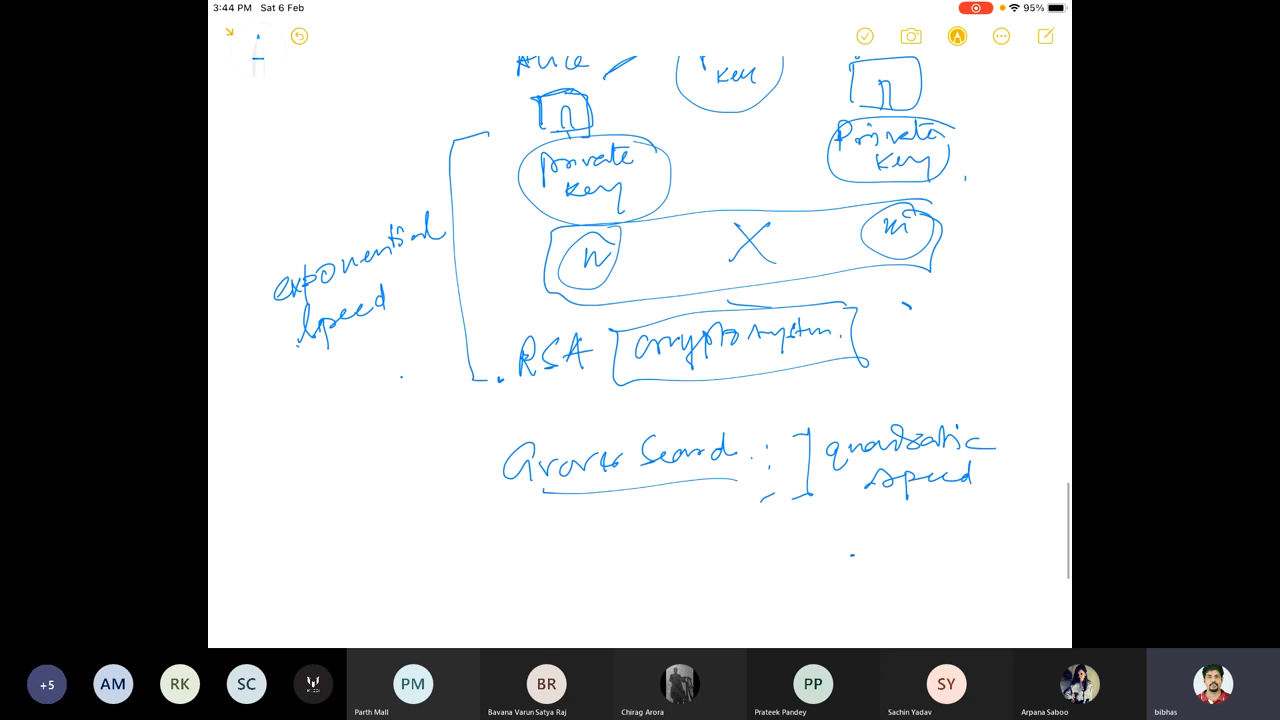 3:44 PM Sat 6 Feb
95%
Alice
key
n
n
private
key
Private
key
exponential
speed
n
X
m
RSA cryptosystem.
Grover Search :
quadratic
speed
+5
AM
RK
SC
PM
BR
PP
SY
Parth Mall
Bavana Varun Satya Raj
Chirag Arora
Prateek Pandey
Sachin Yadav
Arpana Saboo
bibhas